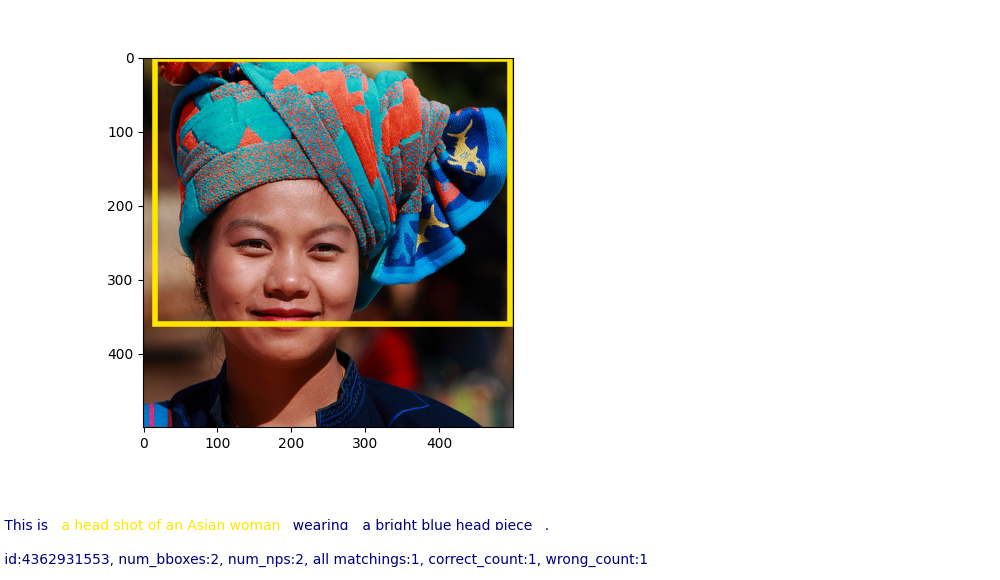 0
100
200
300
400
0 100 200 300 400
This is a head shot of an Asian woman wearing a bright blue head piece .
id:4362931553, num_bboxes:2, num_nps:2, all matchings:1, correct_count:1, wrong_count:1